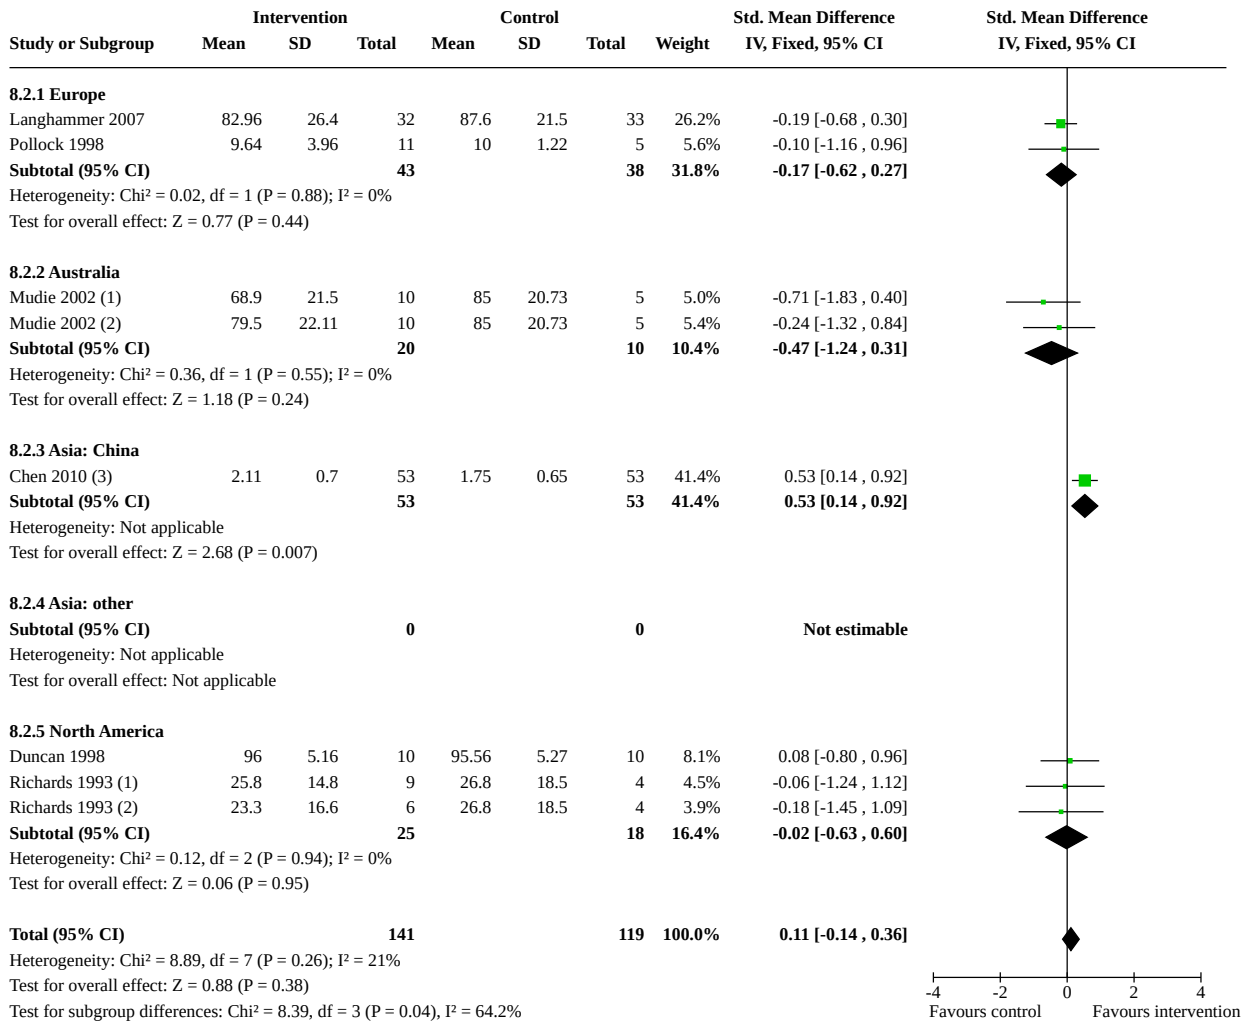 Intervention Control Std. Mean Difference Std. Mean Difference
Study or Subgroup Mean SD Total Mean SD Total Weight IV, Fixed, 95% CI IV, Fixed, 95% CI
8.2.1 Europe
Langhammer 2007 82.96 26.4 32 87.6 21.5 33 26.2% -0.19 [-0.68 , 0.30]
Pollock 1998 9.64 3.96 11 10 1.22 5 5.6% -0.10 [-1.16 , 0.96]
Subtotal (95% CI) 43 38 31.8% -0.17 [-0.62 , 0.27]
Heterogeneity: Chi² = 0.02, df = 1 (P = 0.88); I² = 0%
Test for overall effect: Z = 0.77 (P = 0.44)
8.2.2 Australia
Mudie 2002 (1) 68.9 21.5 10 85 20.73 5 5.0% -0.71 [-1.83 , 0.40]
Mudie 2002 (2) 79.5 22.11 10 85 20.73 5 5.4% -0.24 [-1.32 , 0.84]
Subtotal (95% CI) 20 10 10.4% -0.47 [-1.24 , 0.31]
Heterogeneity: Chi² = 0.36, df = 1 (P = 0.55); I² = 0%
Test for overall effect: Z = 1.18 (P = 0.24)
8.2.3 Asia: China
Chen 2010 (3) 2.11 0.7 53 1.75 0.65 53 41.4% 0.53 [0.14 , 0.92]
Subtotal (95% CI) 53 53 41.4% 0.53 [0.14 , 0.92]
Heterogeneity: Not applicable
Test for overall effect: Z = 2.68 (P = 0.007)
8.2.4 Asia: other
Subtotal (95% CI) 0 0 Not estimable
Heterogeneity: Not applicable
Test for overall effect: Not applicable
8.2.5 North America
Duncan 1998 96 5.16 10 95.56 5.27 10 8.1% 0.08 [-0.80 , 0.96]
Richards 1993 (1) 25.8 14.8 9 26.8 18.5 4 4.5% -0.06 [-1.24 , 1.12]
Richards 1993 (2) 23.3 16.6 6 26.8 18.5 4 3.9% -0.18 [-1.45 , 1.09]
Subtotal (95% CI) 25 18 16.4% -0.02 [-0.63 , 0.60]
Heterogeneity: Chi² = 0.12, df = 2 (P = 0.94); I² = 0%
Test for overall effect: Z = 0.06 (P = 0.95)
Total (95% CI) 141 119 100.0% 0.11 [-0.14 , 0.36]
Heterogeneity: Chi² = 8.89, df = 7 (P = 0.26); I² = 21%
Test for overall effect: Z = 0.88 (P = 0.38)
-4 -2 0 2 4
Test for subgroup differences: Chi² = 8.39, df = 3 (P = 0.04), I² = 64.2% Favours control Favours intervention